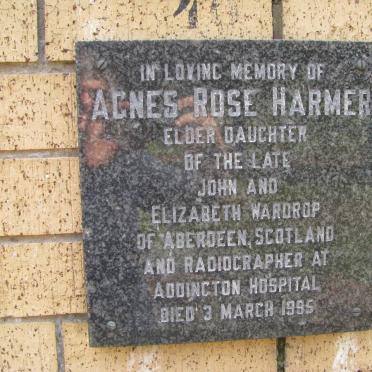 IN LOVING MEMORY OF
AGNES ROSE HARMER
ELDER DAUGHTER
OF THE LATE
JOHN AND
ELIZABETH WARDROP
OF ABERDEEN, SCOTLAND
AND RADIOGRAPHER AT
ADDINGTON HOSPITAL
DIED 3 MARCH 1995